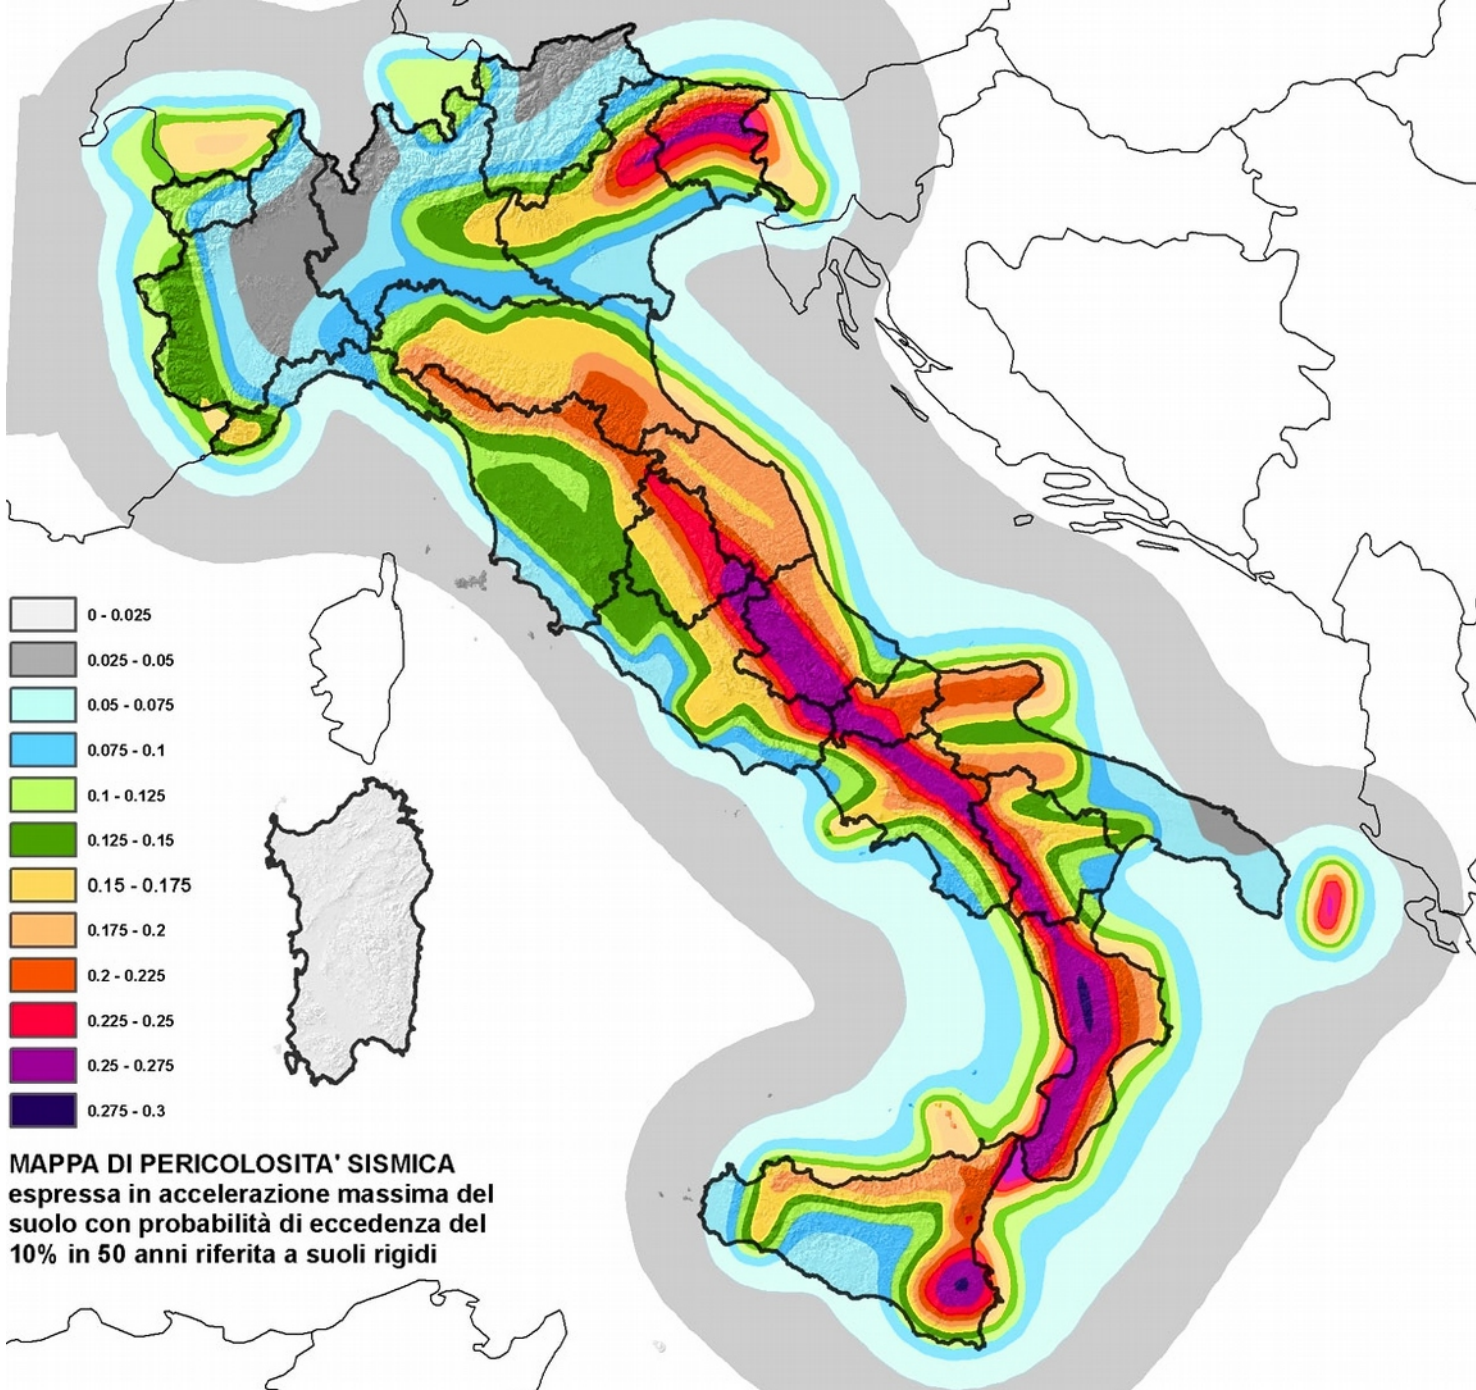 0 - 0.025
0.025 - 0.05
0.05 - 0.075
0.075 - 0.1
0.1 - 0.125
0.125 - 0.15
0.15 - 0.175
0.175 - 0.2
0.2 - 0.225
0.225 - 0.25
0.25 - 0.275
0.275 - 0.3
MAPPA DI PERICOLOSITA' SISMICA
espressa in accelerazione massima del
suolo con probabilità di eccedenza del
10% in 50 anni riferita a suoli rigidi